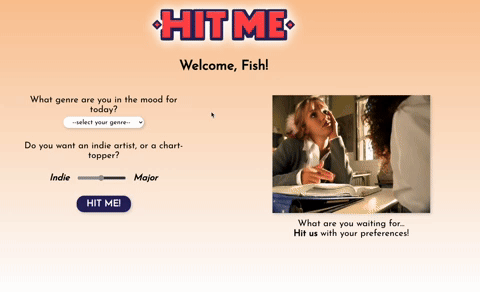 HIT ME
Welcome, Fish!
What genre are you in the mood for
today?
--select your genre--
Do you want an indie artist, or a chart-
topper?
Indie
Major
HIT ME!
What are you waiting for...
Hit us with your preferences!